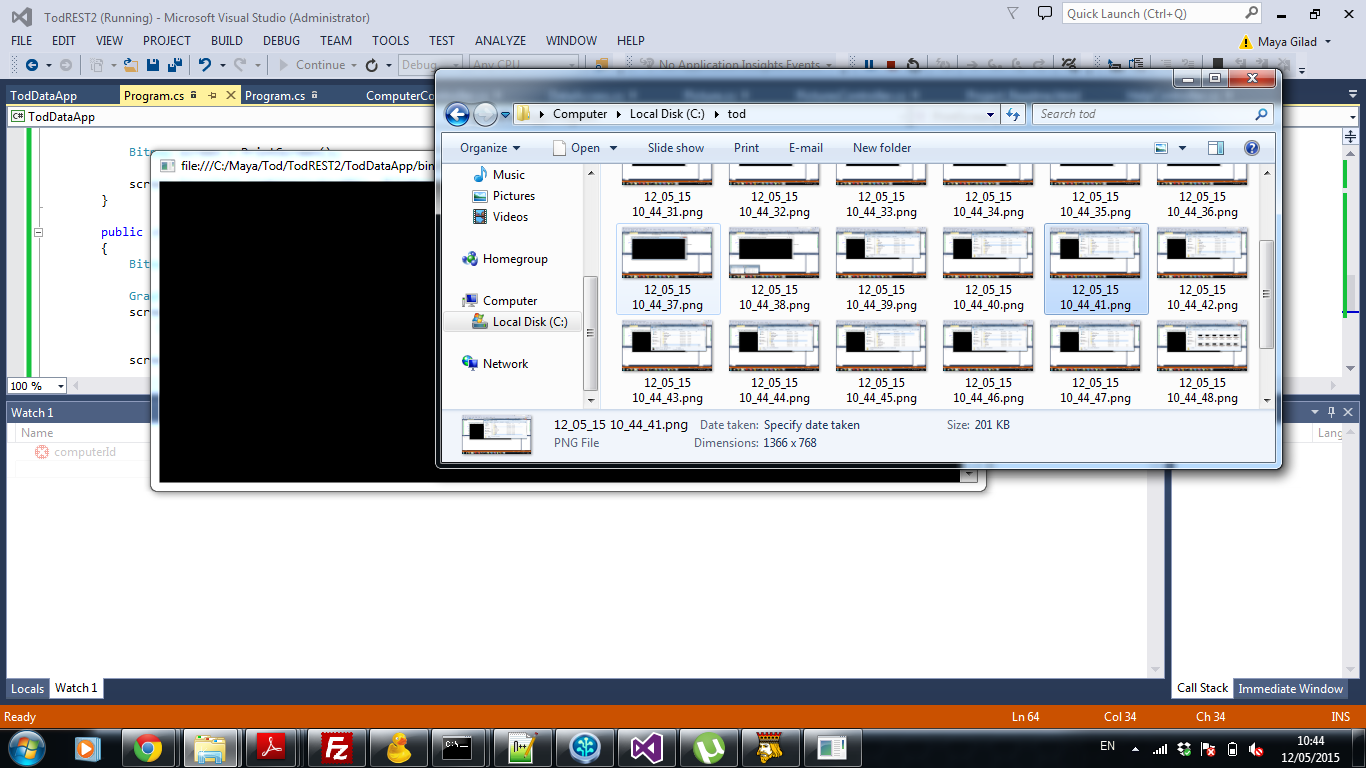 TodREST2 (Running) - Microsoft Visual Studio (Administrator)
Quick Launch (Ctrl+Q)
FILE EDIT VIEW PROJECT BUILD DEBUG TEAM TOOLS TEST ANALYZE WINDOW HELP
Maya Gilad
Continue Debug Any CPU No Application Insights Events
TodDataApp Program.cs Program.cs ComputerCo
C# TodDataApp
Bit
scr
}
public
{
Bit
Gra
scr
scr
100 %
file:///C:/Maya/Tod/TodREST2/TodDataApp/bin
Computer Local Disk (C:) tod
Search tod
Organize Open Slide show Print E-mail New folder
Music
Pictures
Videos
Homegroup
Computer
Local Disk (C:)
Network
12_05_15 12_05_15 12_05_15 12_05_15 12_05_15 12_05_15
10_44_31.png 10_44_32.png 10_44_33.png 10_44_34.png 10_44_35.png 10_44_36.png
12_05_15 12_05_15 12_05_15 12_05_15 12_05_15 12_05_15
10_44_37.png 10_44_38.png 10_44_39.png 10_44_40.png 10_44_41.png 10_44_42.png
12_05_15 12_05_15 12_05_15 12_05_15 12_05_15 12_05_15
10_44_43.png 10_44_44.png 10_44_45.png 10_44_46.png 10_44_47.png 10_44_48.png
12_05_15 10_44_41.png Date taken: Specify date taken Size: 201 KB
PNG File Dimensions: 1366 x 768
Watch 1
Name
Lang
computerId
Locals Watch 1
Call Stack Immediate Window
Ready Ln 64 Col 34 Ch 34 INS
EN
10:44
12/05/2015